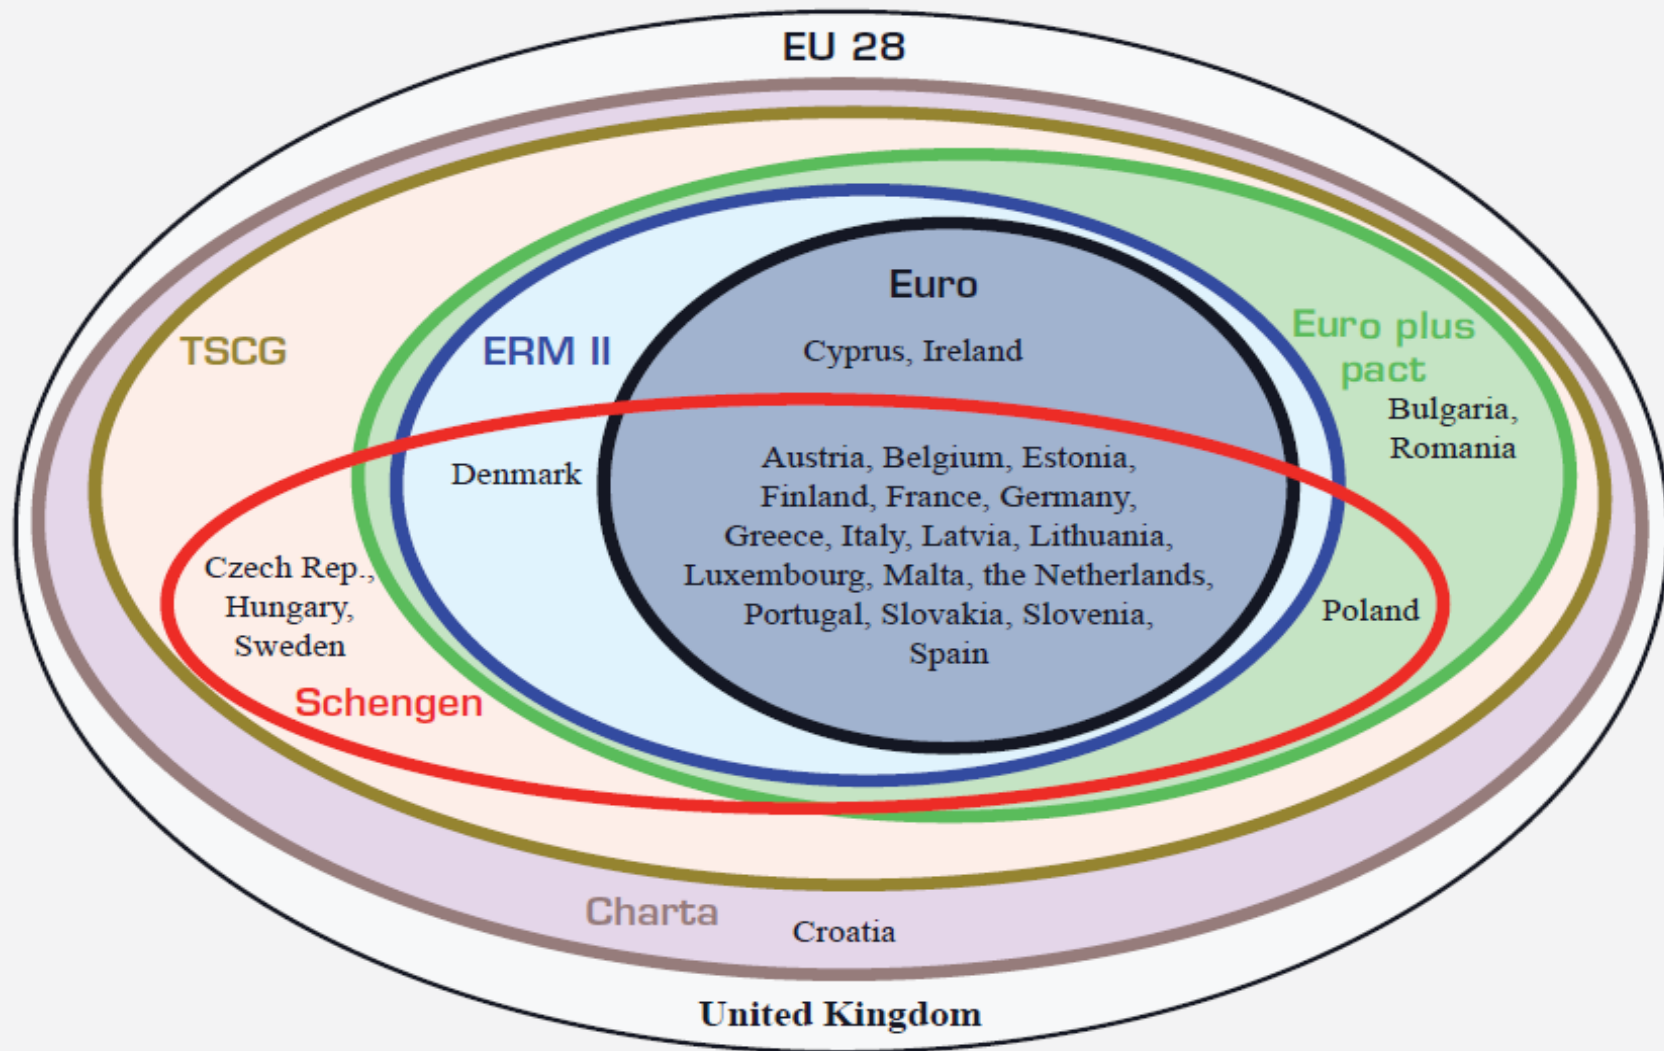 EU 28
Euro
TSCG
ERM II
Euro plus
pact
Cyprus, Ireland
Bulgaria,
Romania
Denmark
Austria, Belgium, Estonia,
Finland, France, Germany,
Greece, Italy, Latvia, Lithuania,
Luxembourg, Malta, the Netherlands,
Portugal, Slovakia, Slovenia,
Spain
Czech Rep.,
Hungary,
Sweden
Poland
Schengen
Charta
Croatia
United Kingdom